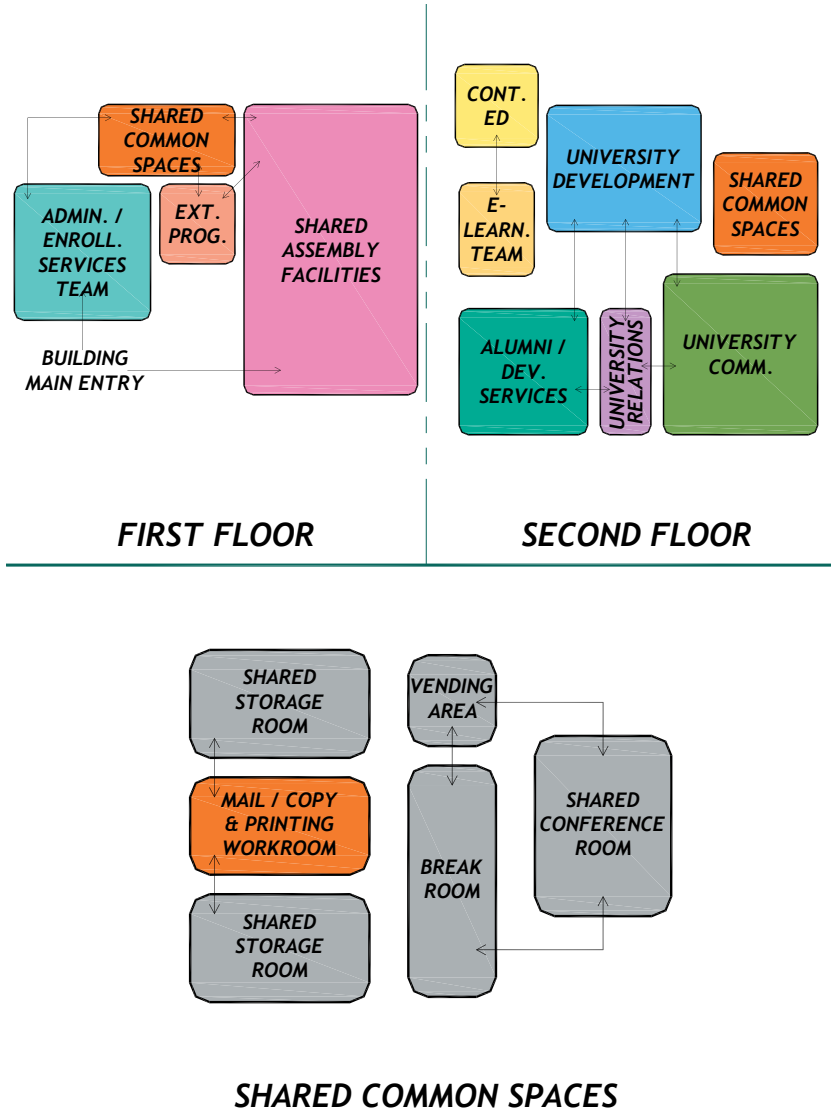 SHARED
COMMON
SPACES
ADMIN. /
ENROLL.
SERVICES
TEAM
EXT.
PROG.
SHARED
ASSEMBLY
FACILITIES
BUILDING
MAIN ENTRY
FIRST FLOOR
CONT.
ED
UNIVERSITY
DEVELOPMENT
SHARED
COMMON
SPACES
E-
LEARN.
TEAM
ALUMNI /
DEV.
SERVICES
UNIVERSITY
RELATIONS
UNIVERSITY
COMM.
SECOND FLOOR
SHARED
STORAGE
ROOM
VENDING
AREA
MAIL / COPY
& PRINTING
WORKROOM
SHARED
CONFERENCE
ROOM
BREAK
ROOM
SHARED
STORAGE
ROOM
SHARED COMMON SPACES